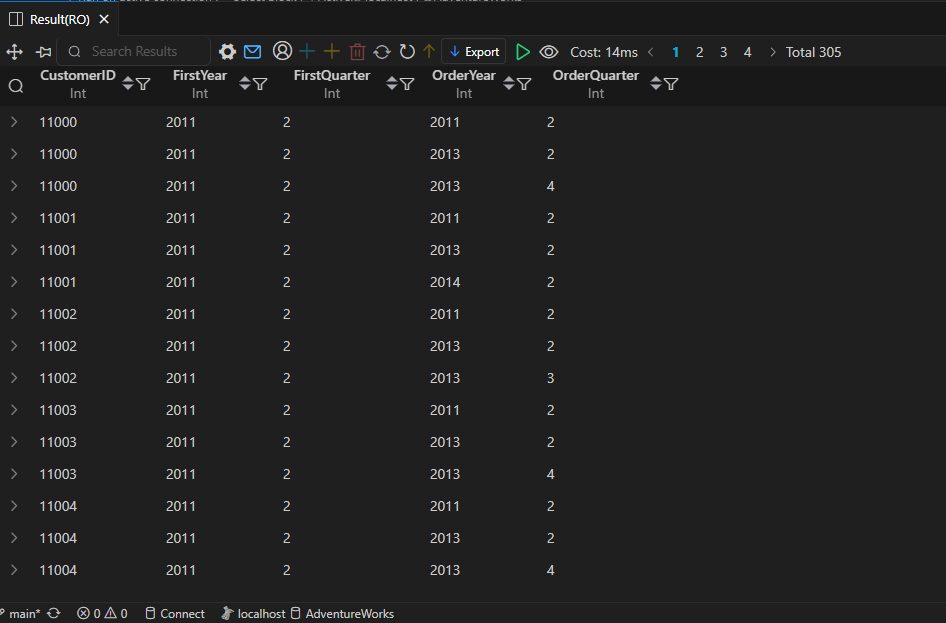 Result(RO)
Search Results
Export
Cost: 14ms
1 2 3 4
Total 305
CustomerID FirstYear FirstQuarter OrderYear OrderQuarter
Int Int Int Int Int
11000 2011 2 2011 2
11000 2011 2 2013 2
11000 2011 2 2013 4
11001 2011 2 2011 2
11001 2011 2 2013 2
11001 2011 2 2014 2
11002 2011 2 2011 2
11002 2011 2 2013 2
11002 2011 2 2013 3
11003 2011 2 2011 2
11003 2011 2 2013 2
11003 2011 2 2013 4
11004 2011 2 2011 2
11004 2011 2 2013 2
11004 2011 2 2013 4
main* 0 0 Connect localhost AdventureWorks